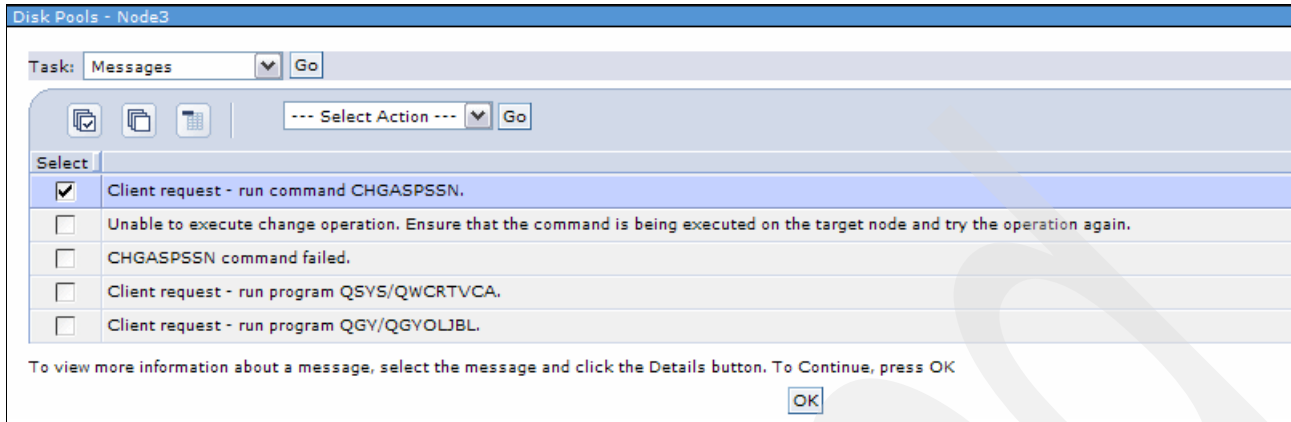 Disk Pools - Node3
Task: Messages Go
--- Select Action --- Go
Select
Client request - run command CHGASPSSN.
Unable to execute change operation. Ensure that the command is being executed on the target node and try the operation again.
CHGASPSSN command failed.
Client request - run program QSYS/QWCRTVCA.
Client request - run program QGY/QGYOLJBL.
To view more information about a message, select the message and click the Details button. To Continue, press OK
OK